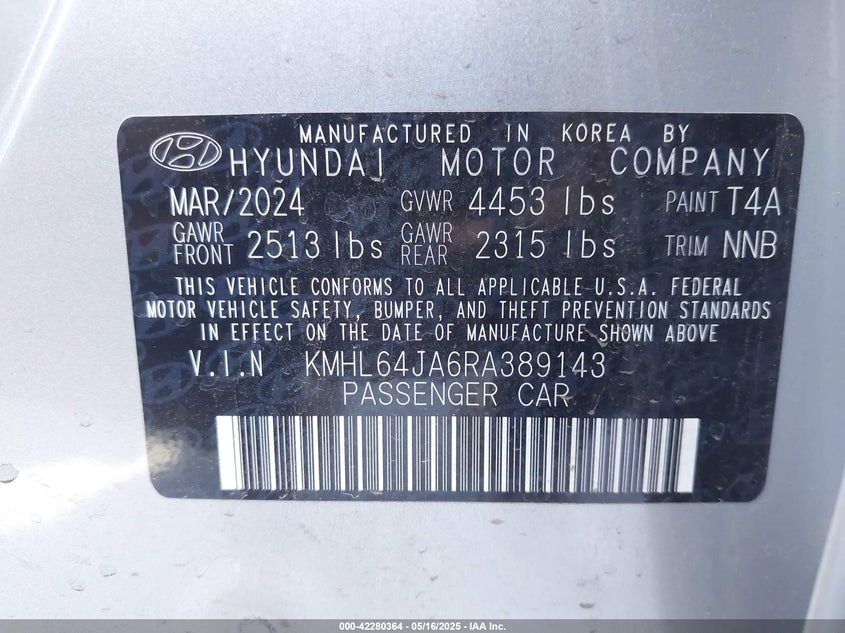 MANUFACTURED IN KOREA BY
HYUNDAI MOTOR COMPANY
MAR/2024 GVWR 4453 lbs PAINT T4A
GAWR FRONT 2513 lbs GAWR REAR 2315 lbs TRIM NNB
THIS VEHICLE CONFORMS TO ALL APPLICABLE U.S.A. FEDERAL
MOTOR VEHICLE SAFETY, BUMPER, AND THEFT PREVENTION STANDARDS
IN EFFECT ON THE DATE OF MANUFACTURE SHOWN ABOVE
V.I.N KMHL64JA6RA389143
PASSENGER CAR
000-42280364 - 05/16/2025 - IAA Inc.